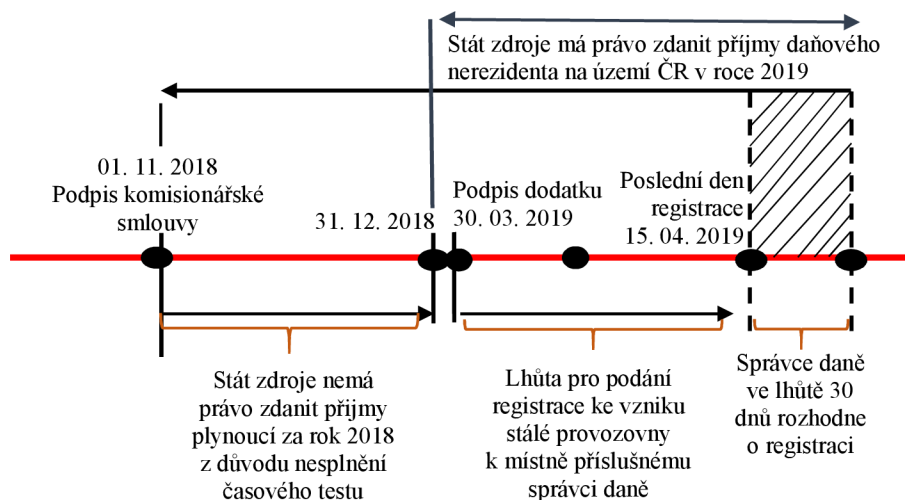 Stát zdroje má právo zdanit příjmy daňového
nerezidenta na území ČR v roce 2019
01. 11. 2018
Podpis komisionářské
smlouvy
31. 12. 2018
Podpis dodatku
30. 03. 2019
Poslední den
registrace
15. 04. 2019
Stát zdroje nemá
právo zdanit přijmy
plynoucí za rok 2018
z důvodu nesplnění
časového testu
Lhůta pro podání
registrace ke vzniku
stálé provozovny
k místně příslušnému
správci daně
Správce daně
ve lhůtě 30
dnů rozhodne
o registraci